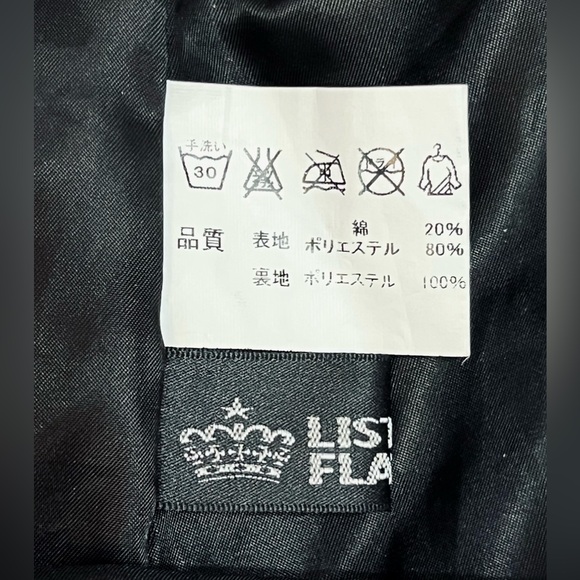 手洗い
30
中
ドライ
綿 20%
品質 表地 ポリエステル 80%
裏地 ポリエステル 100%
LIST
FLA